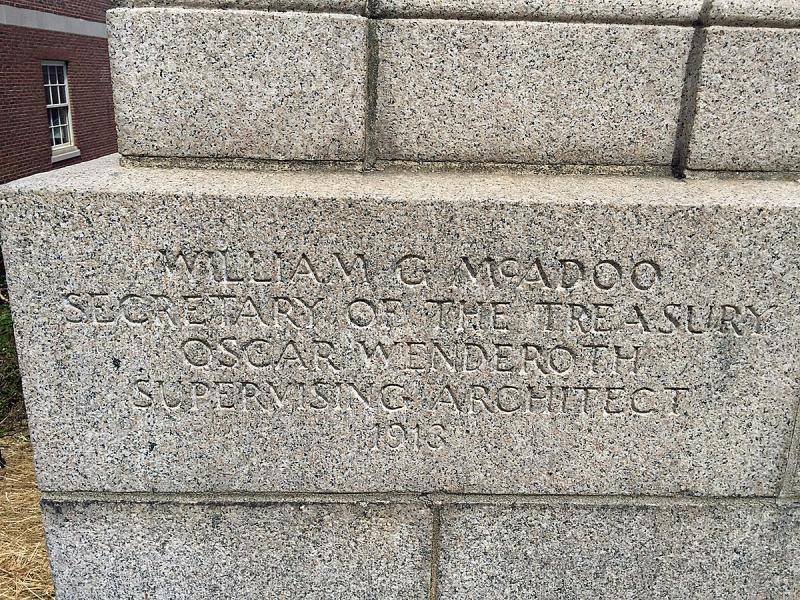 WILLIAM G McADOO
SECRETARY OF THE TREASURY
OSCAR WENDEROTH
SUPERVISING ARCHITECT
1913